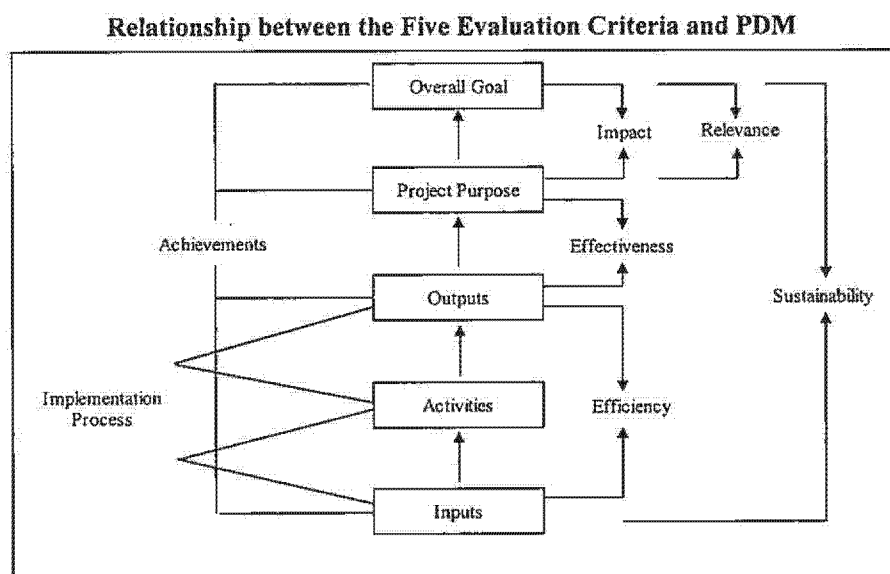 Relationship between the Five Evaluation Criteria and PDM
Overall Goal
Impact
Relevance
Project Purpose
Achievements
Effectiveness
Outputs
Sustainability
Implementation
Process
Activities
Efficiency
Inputs